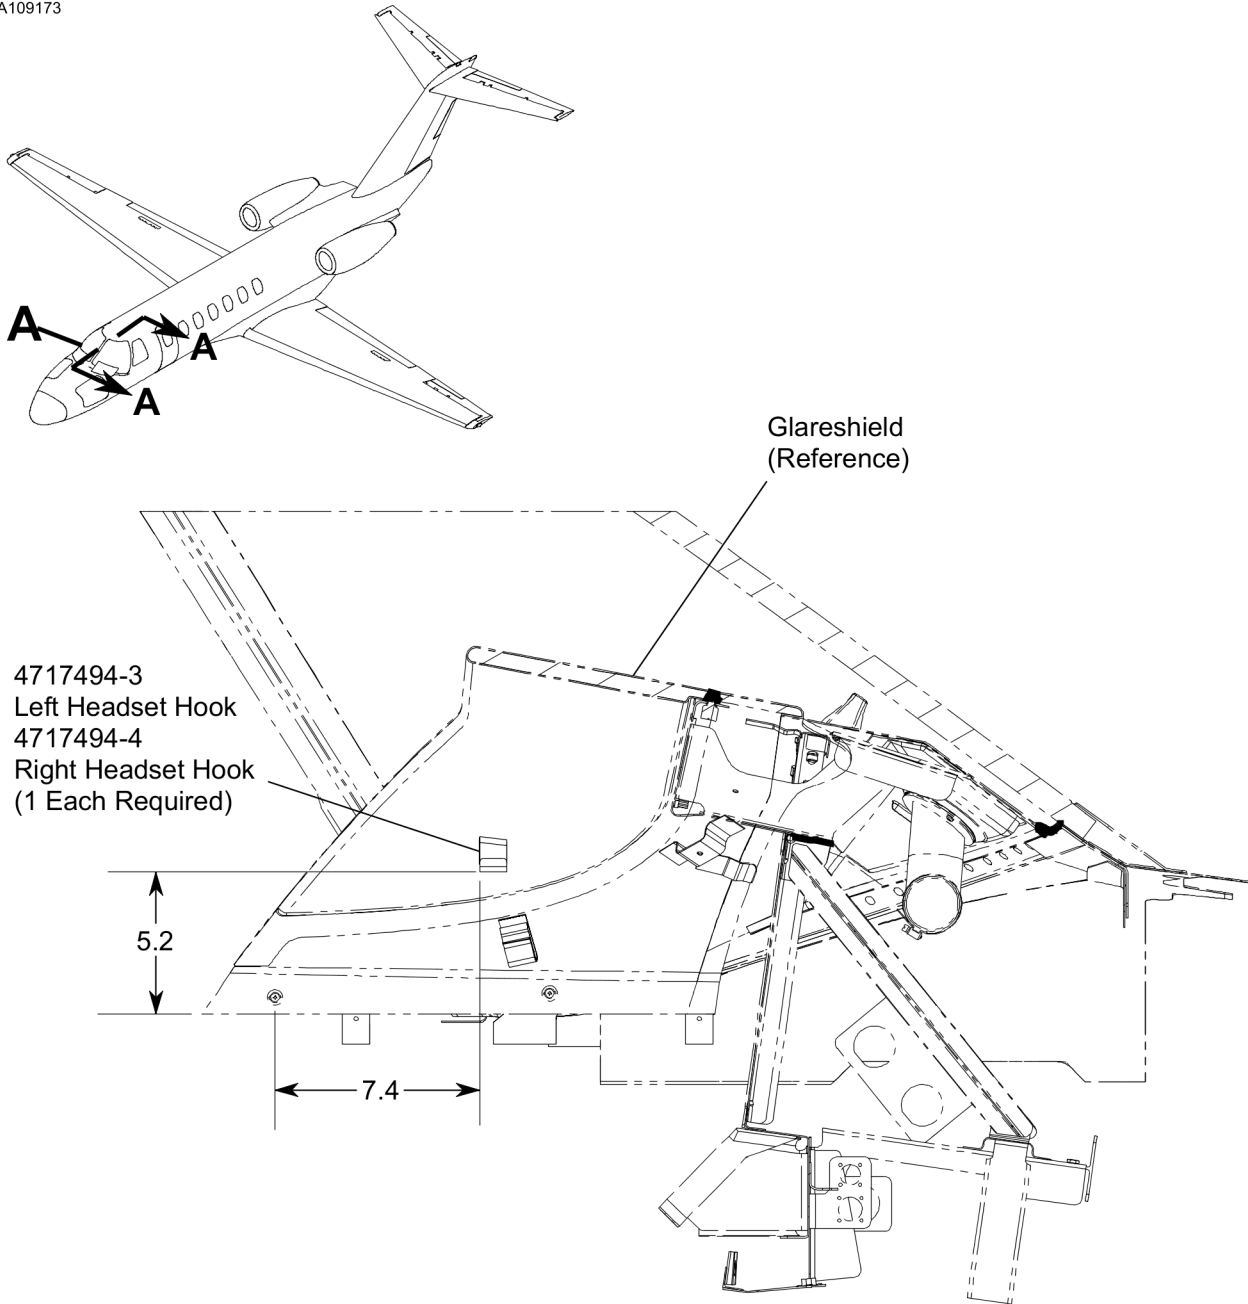 A109173
A
A
A
Glareshield
(Reference)
4717494-3
Left Headset Hook
4717494-4
Right Headset Hook
(1 Each Required)
5.2
7.4